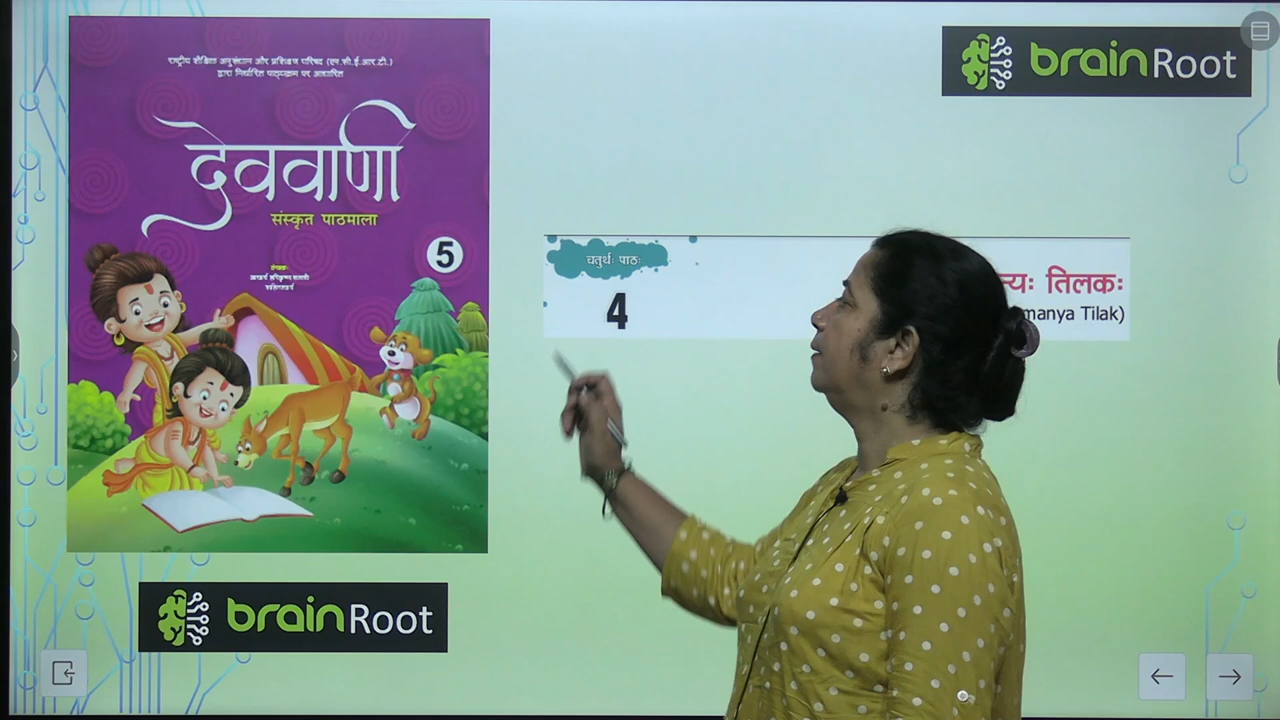 राष्ट्रीय शैक्षिक अनुसंधान और प्रशिक्षण परिषद (एन.सी.ई.आर.टी.)
द्वारा निर्धारित पाठ्यक्रम पर आधारित
देववाणी
संस्कृत पाठमाला
5
brainRoot
brainRoot
चतुर्थः पाठः
4
न्यः तिलकः
manya Tilak)